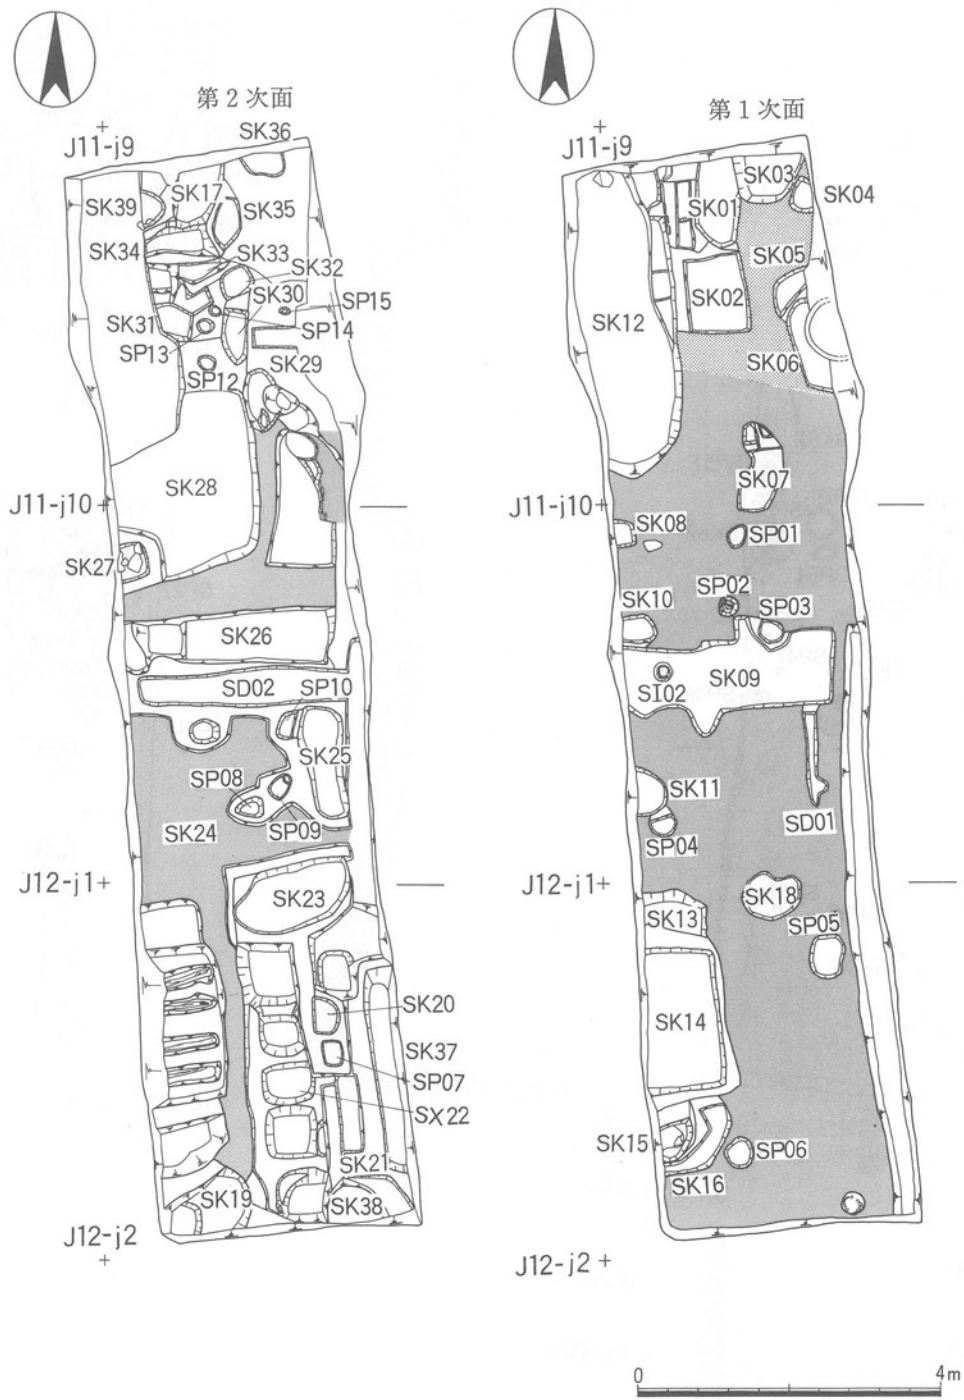 第2次面
J11-j9
SK36
SK17
SK39
SK35
SK34
SK33
SK32
SK30
SP15
SK31
SP14
SP13
SK29
SP12
SK28
J11-j10
SK27
SK26
SD02
SP10
SK25
SP08
SP09
SK24
J12-j1
SK23
SK20
SK37
SP07
SX22
SK21
SK19
SK38
J12-j2
第1次面
J11-j9
SK03
SK01
SK04
SK05
SK02
SK12
SK06
SK07
J11-j10
SK08
SP01
SP02
SK10
SP03
SK09
SI02
SK11
SD01
SP04
J12-j1
SK18
SK13
SP05
SK14
SK15
SP06
SK16
J12-j2
0 4m